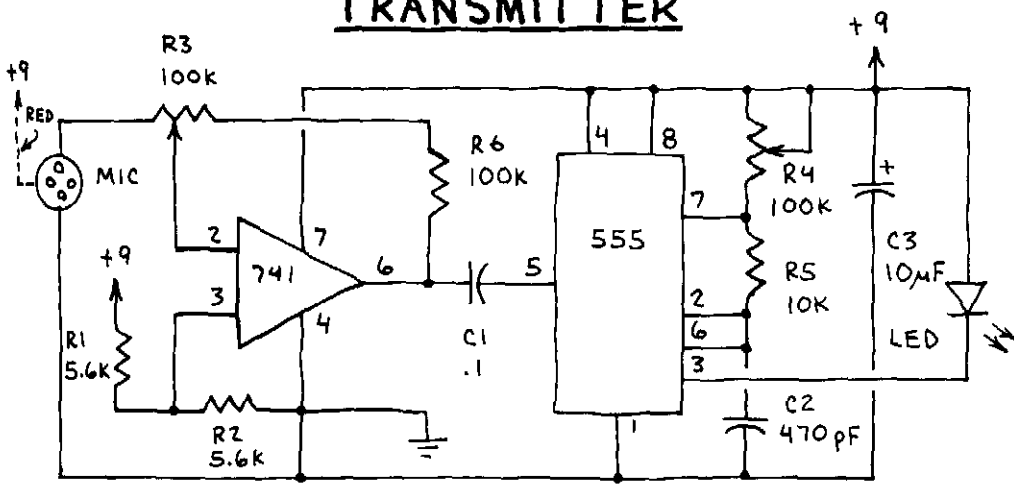 TRANSMITTER
+9
R3
100K
+9
RED
MIC
R6
100K
4
8
7
R4
100K
555
+
C3
10µF
2
7
741
6
5
3
4
+9
R1
5.6K
C1
.1
R5
10K
2
6
3
LED
R2
5.6K
1
C2
470pF